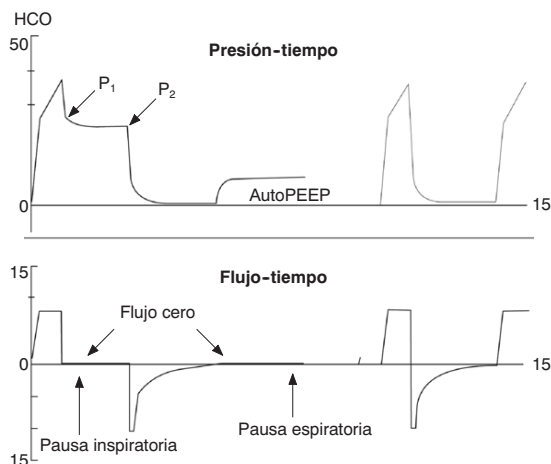 HCO
50
Presión-tiempo
P1
P2
AutoPEEP
0
15
15
Flujo-tiempo
Flujo cero
0
15
Pausa espiratoria
Pausa inspiratoria
15